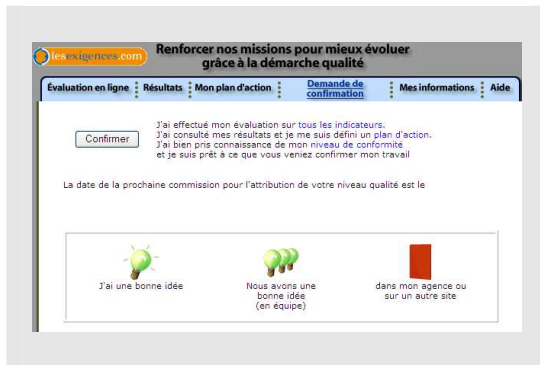 lesexigences.com
Renforcer nos missions pour mieux évoluer
grâce à la démarche qualité
Évaluation en ligne Résultats Mon plan d'action Demande de confirmation Mes informations Aide
Confirmer
J'ai effectué mon évaluation sur tous les indicateurs.
J'ai consulté mes résultats et je me suis défini un plan d'action.
J'ai bien pris connaissance de mon niveau de conformité
et je suis prêt à ce que vous veniez confirmer mon travail
La date de la prochaine commission pour l'attribution de votre niveau qualité est le
J'ai une bonne idée
Nous avons une
bonne idée
(en équipe)
dans mon agence ou
sur un autre site